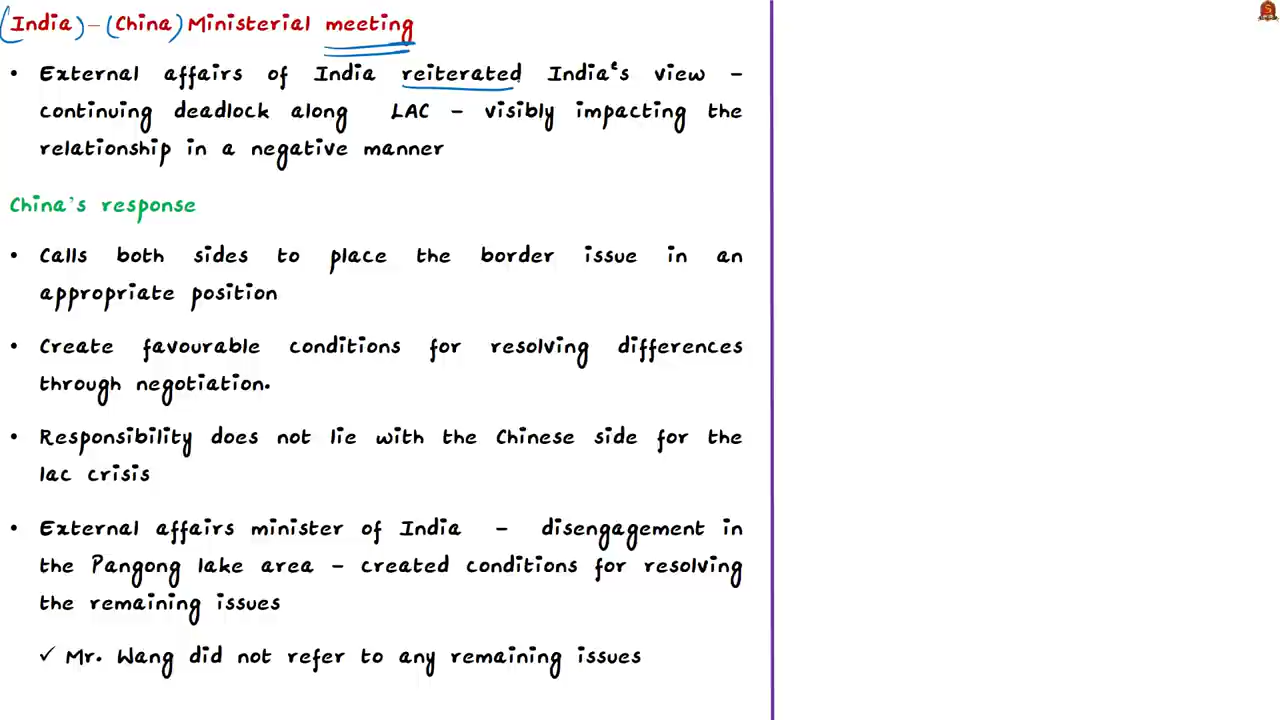 (India) – (China) Ministerial meeting
• External affairs of India reiterated India's view –
continuing deadlock along LAC – visibly impacting the
relationship in a negative manner
China's response
• Calls both sides to place the border issue in an
appropriate position
• Create favourable conditions for resolving differences
through negotiation.
• Responsibility does not lie with the Chinese side for the
lac crisis
• External affairs minister of India – disengagement in
the Pangong lake area – created conditions for resolving
the remaining issues
✓ Mr. Wang did not refer to any remaining issues